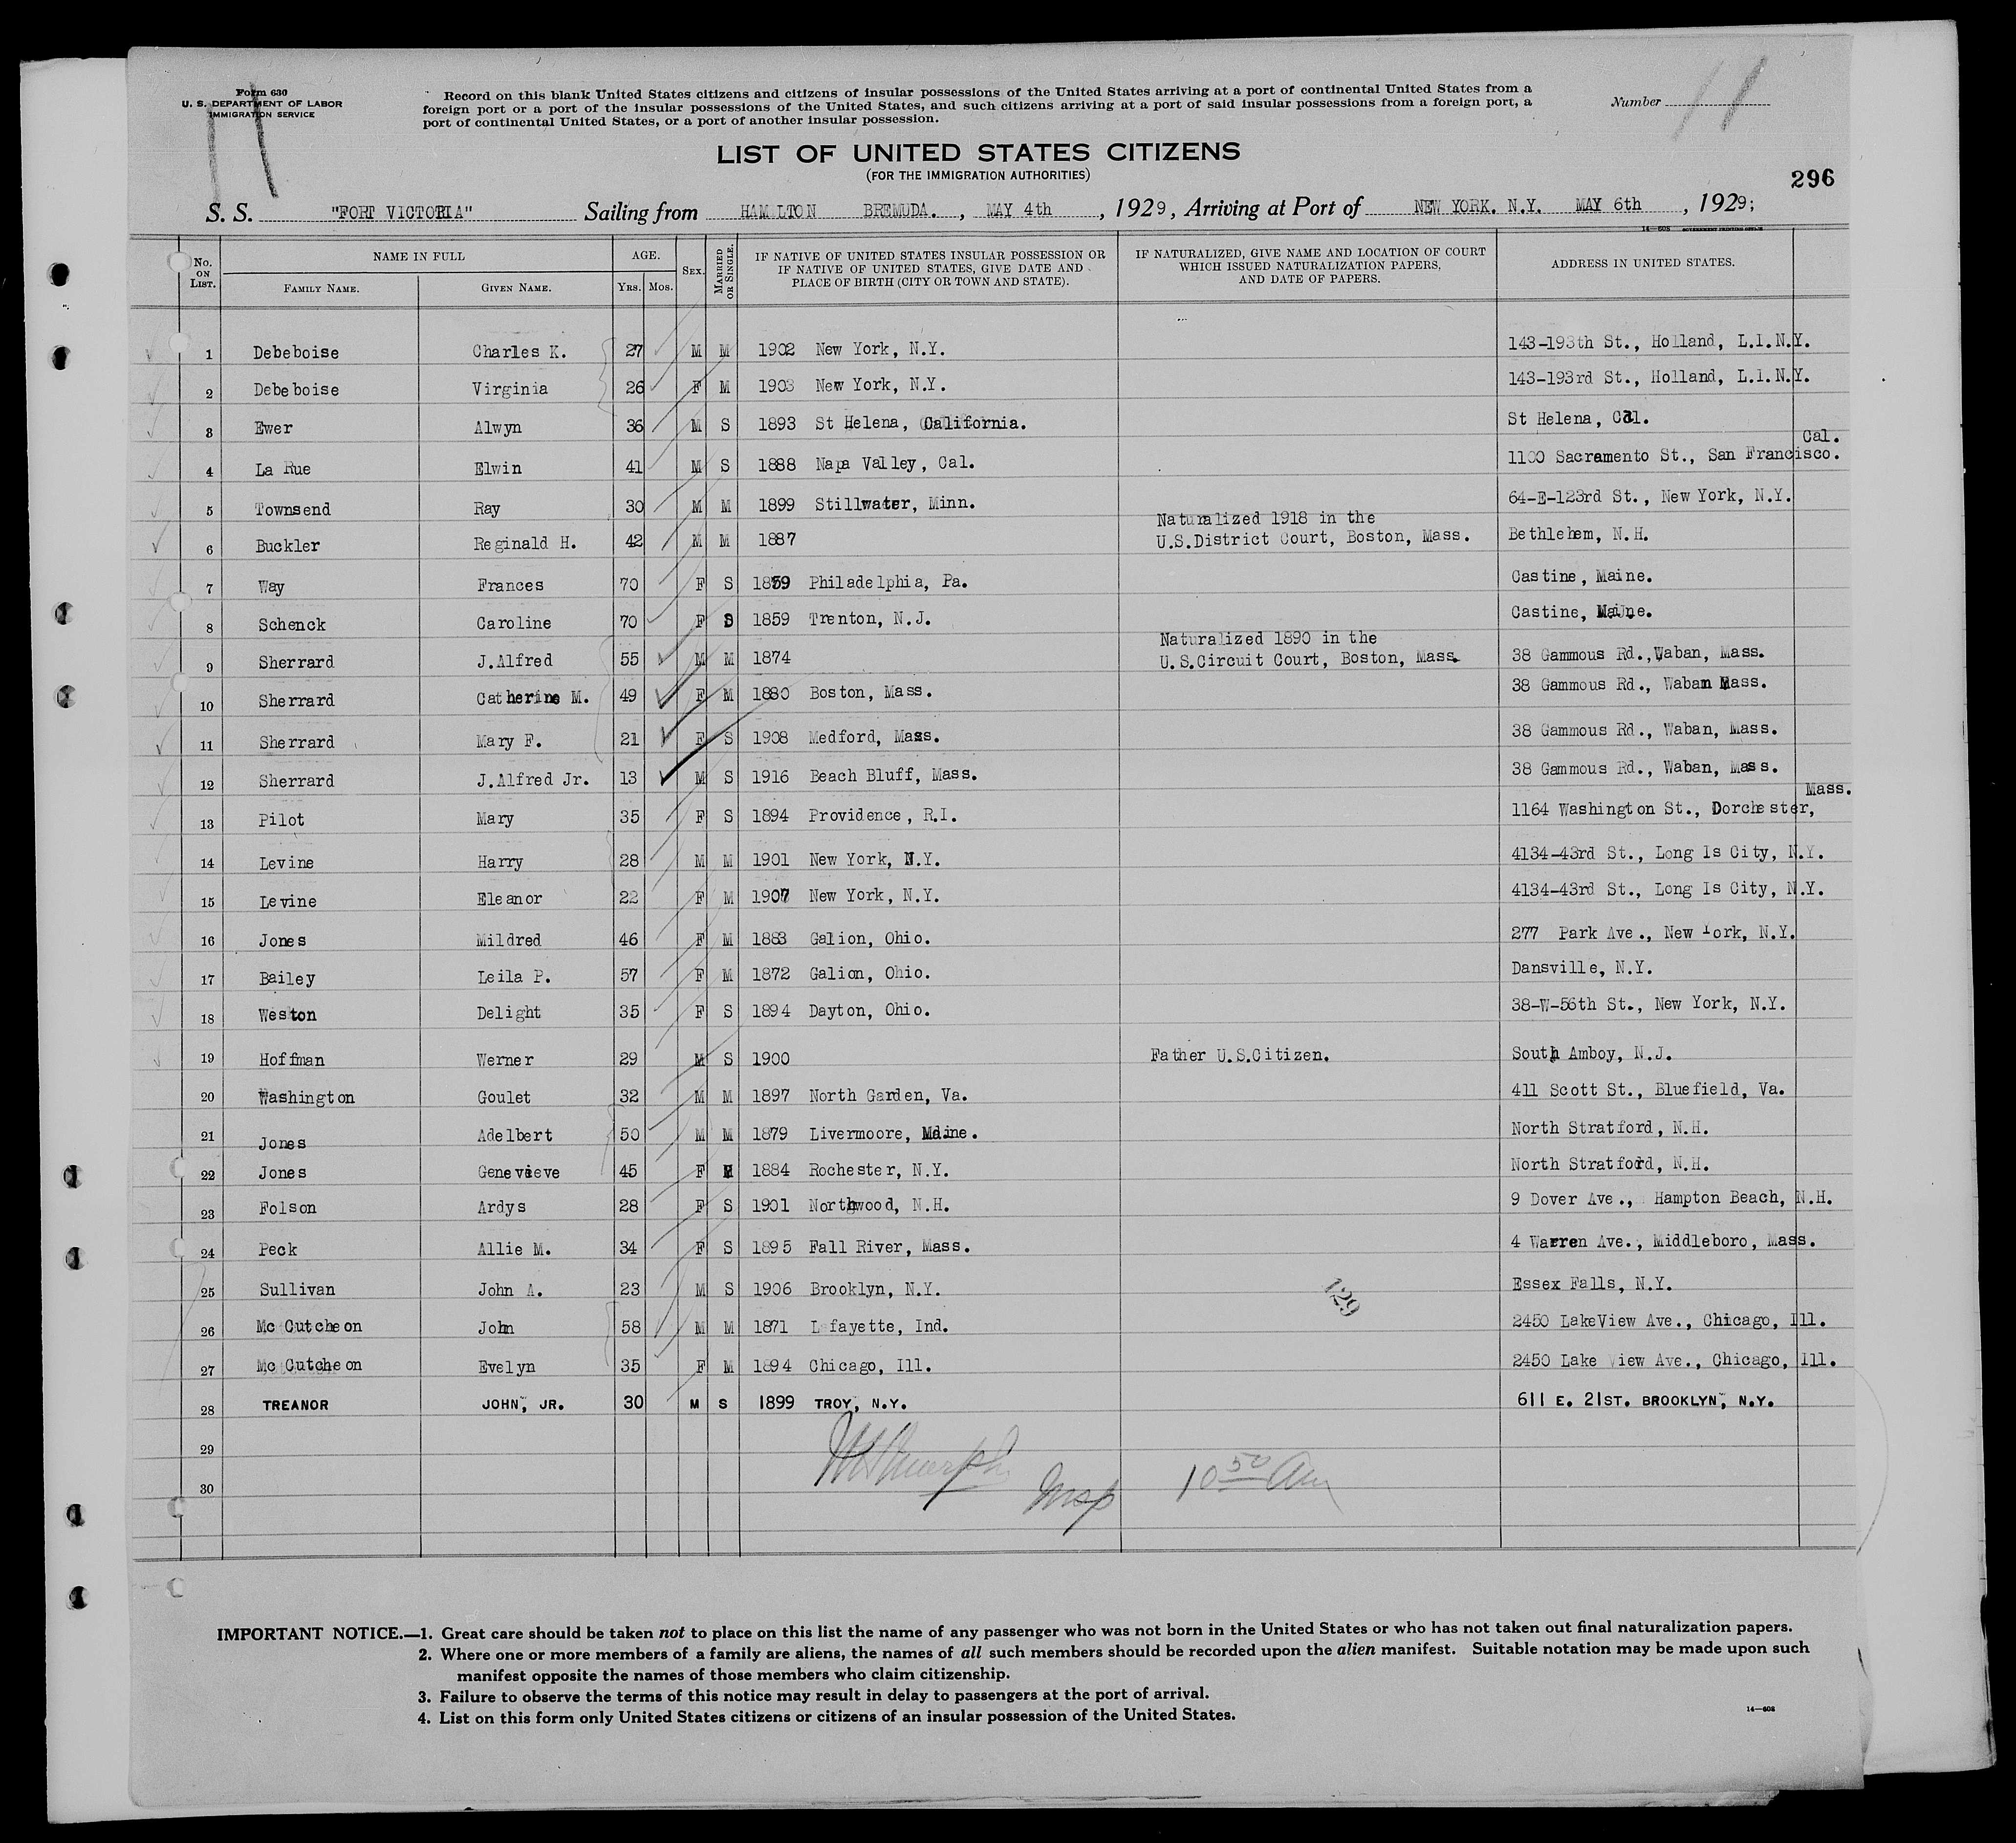 Form 630
U. S. DEPARTMENT OF LABOR
IMMIGRATION SERVICE
Record on this blank United States citizens and citizens of insular possessions of the United States arriving at a port of continental United States from a
foreign port or a port of the insular possessions of the United States, and such citizens arriving at a port of said insular possessions from a foreign port, a
port of continental United States, or a port of another insular possession.
Number 11
11
LIST OF UNITED STATES CITIZENS
(FOR THE IMMIGRATION AUTHORITIES)
296
S. S. "FORT VICTORIA" Sailing from HAMILTON BREMUDA. , MAY 4th , 1929, Arriving at Port of NEW YORK. N.Y. MAY 6th , 1929;
14—608 GOVERNMENT PRINTING OFFICE
No. ON LIST. NAME IN FULL FAMILY NAME. GIVEN NAME. AGE. YRS. MOS. SEX. MARRIED OR SINGLE. IF NATIVE OF UNITED STATES INSULAR POSSESSION OR IF NATIVE OF UNITED STATES, GIVE DATE AND PLACE OF BIRTH (CITY OR TOWN AND STATE). IF NATURALIZED, GIVE NAME AND LOCATION OF COURT WHICH ISSUED NATURALIZATION PAPERS, AND DATE OF PAPERS. ADDRESS IN UNITED STATES.
1 Debeboise Charles K. 27 M M 1902 New York, N.Y. 143-193th St., Holland, L.I.N.Y.
2 Debeboise Virginia 26 F M 1903 New York, N.Y. 143-193rd St., Holland, L.I.N.Y.
3 Ewer Alwyn 36 M S 1893 St Helena, California. St Helena, Cal.
4 La Rue Elwin 41 M S 1888 Napa Valley, Cal. 1100 Sacramento St., San Francisco. Cal.
5 Townsend Ray 30 M M 1899 Stillwater, Minn. 64-E-123rd St., New York, N.Y.
6 Buckler Reginald H. 42 M M 1887 Naturalized 1918 in the U.S.District Court, Boston, Mass. Bethlehem, N.H.
7 Way Frances 70 F S 1859 Philadelphia, Pa. Castine, Maine.
8 Schenck Caroline 70 F S 1859 Trenton, N.J. Castine, Maine.
9 Sherrard J.Alfred 55 M M 1874 Naturalized 1890 in the U.S.Circuit Court, Boston, Mass. 38 Gammous Rd.,Waban, Mass.
10 Sherrard Catherine M. 49 F M 1880 Boston, Mass. 38 Gammous Rd., Waban Mass.
11 Sherrard Mary F. 21 F S 1908 Medford, Mass. 38 Gammous Rd., Waban, Mass.
12 Sherrard J.Alfred Jr. 13 M S 1916 Beach Bluff, Mass. 38 Gammous Rd., Waban, Mass.
13 Pilot Mary 35 F S 1894 Providence, R.I. 1164 Washington St., Dorchester, Mass.
14 Levine Harry 28 M M 1901 New York, N.Y. 4134-43rd St., Long Is City, N.Y.
15 Levine Eleanor 22 F M 1907 New York, N.Y. 4134-43rd St., Long Is City, N.Y.
16 Jones Mildred 46 F M 1883 Galion, Ohio. 277 Park Ave., New York, N.Y.
17 Bailey Leila P. 57 F M 1872 Galion, Ohio. Dansville, N.Y.
18 Weston Delight 35 F S 1894 Dayton, Ohio. 38-W-56th St., New York, N.Y.
19 Hoffman Werner 29 M S 1900 Father U.S.Citizen. South Amboy, N.J.
20 Washington Goulet 32 M M 1897 North Garden, Va. 411 Scott St., Bluefield, Va.
21 Jones Adelbert 50 M M 1879 Livermoore, Maine. North Stratford, N.H.
22 Jones Genevieve 45 F M 1884 Rochester, N.Y. North Stratford, N.H.
23 Folson Ardys 28 F S 1901 Northwood, N.H. 9 Dover Ave., Hampton Beach, N.H.
24 Peck Allie M. 34 F S 1895 Fall River, Mass. 4 Warren Ave., Middleboro, Mass.
25 Sullivan John A. 23 M S 1906 Brooklyn, N.Y. Essex Falls, N.Y.
129
26 Mc Cutcheon John 58 M M 1871 Lafayette, Ind. 2450 LakeView Ave., Chicago, Ill.
27 Mc Cutcheon Evelyn 35 F M 1894 Chicago, Ill. 2450 Lake View Ave., Chicago, Ill.
28 TREANOR JOHN, JR. 30 M S 1899 TROY, N.Y. 611 E. 21ST. BROOKLYN, N.Y.
29
30
Insp 10 50 Am
IMPORTANT NOTICE.—1. Great care should be taken not to place on this list the name of any passenger who was not born in the United States or who has not taken out final naturalization papers.
2. Where one or more members of a family are aliens, the names of all such members should be recorded upon the alien manifest. Suitable notation may be made upon such
manifest opposite the names of those members who claim citizenship.
3. Failure to observe the terms of this notice may result in delay to passengers at the port of arrival.
4. List on this form only United States citizens or citizens of an insular possession of the United States.
14—608